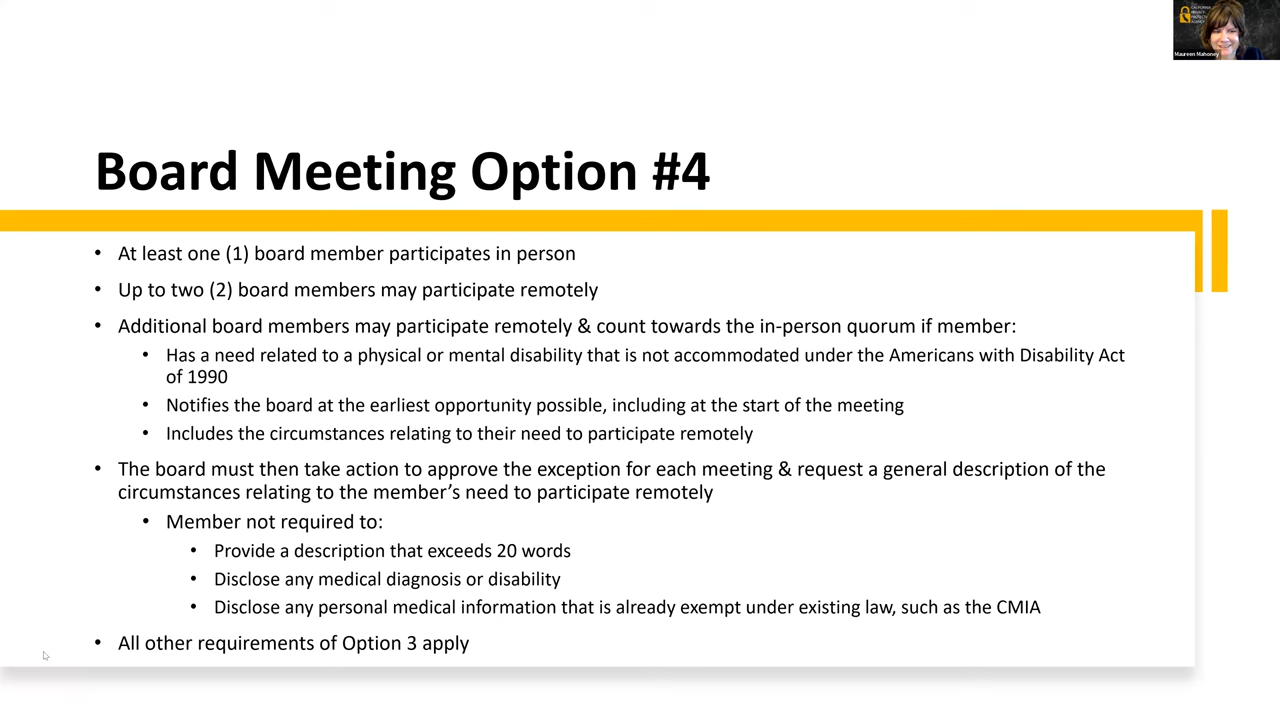 CALIFORNIA
PRIVACY
PROTECTION
AGENCY
Maureen Mahoney
Board Meeting Option #4
• At least one (1) board member participates in person
• Up to two (2) board members may participate remotely
• Additional board members may participate remotely & count towards the in-person quorum if member:
• Has a need related to a physical or mental disability that is not accommodated under the Americans with Disability Act
of 1990
• Notifies the board at the earliest opportunity possible, including at the start of the meeting
• Includes the circumstances relating to their need to participate remotely
• The board must then take action to approve the exception for each meeting & request a general description of the
circumstances relating to the member’s need to participate remotely
• Member not required to:
• Provide a description that exceeds 20 words
• Disclose any medical diagnosis or disability
• Disclose any personal medical information that is already exempt under existing law, such as the CMIA
• All other requirements of Option 3 apply